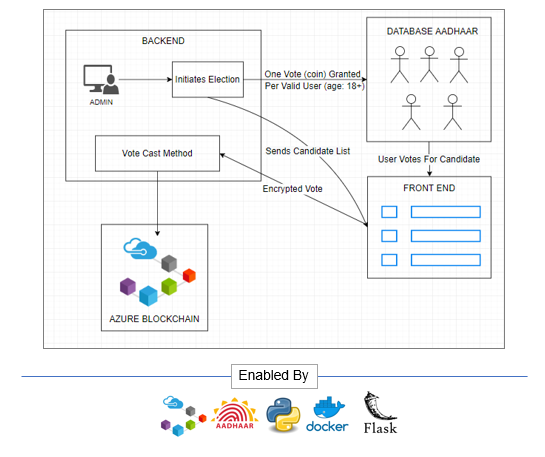 BACKEND
DATABASE AADHAAR
ADMIN
Initiates Election
One Vote (coin) Granted
Per Valid User (age: 18+)
Sends Candidate List
User Votes For Candidate
Vote Cast Method
Encrypted Vote
FRONT END
AZURE BLOCKCHAIN
Enabled By
AADHAAR
docker
Flask